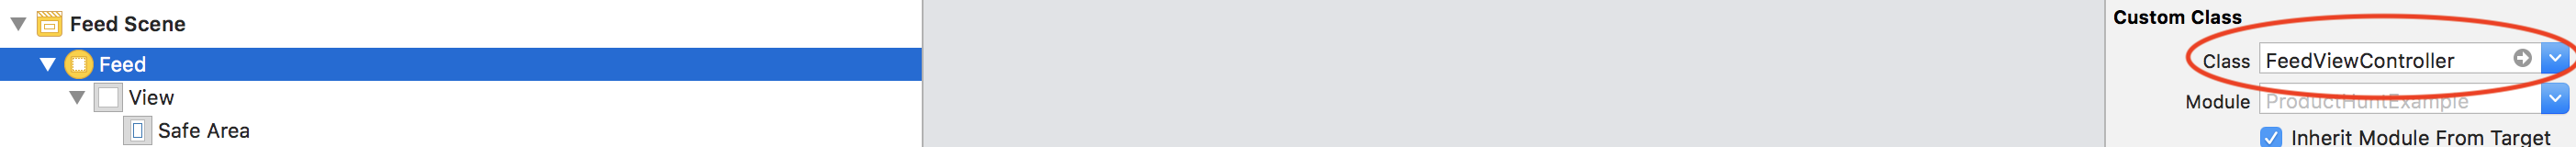 Feed Scene
Feed
View
Safe Area
Custom Class
Class FeedViewController
Module ProductHuntExample
Inherit Module From Target